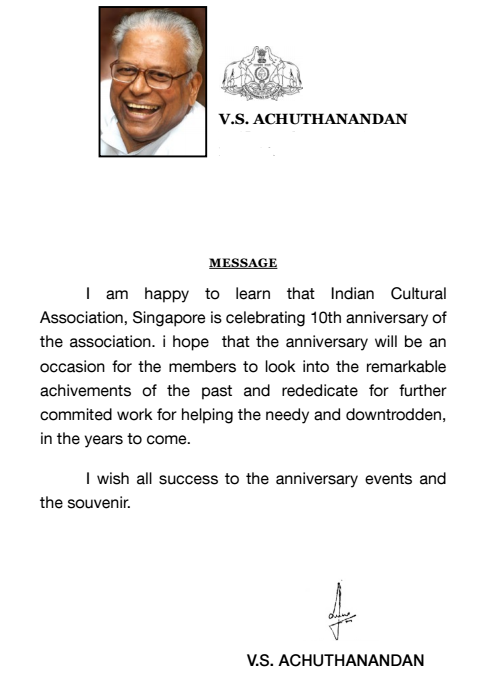 V.S. ACHUTHANANDAN
MESSAGE
I am happy to learn that Indian Cultural
Association, Singapore is celebrating 10th anniversary of
the association. i hope that the anniversary will be an
occasion for the members to look into the remarkable
achivements of the past and rededicate for further
commited work for helping the needy and downtrodden,
in the years to come.
I wish all success to the anniversary events and
the souvenir.
V.S. ACHUTHANANDAN